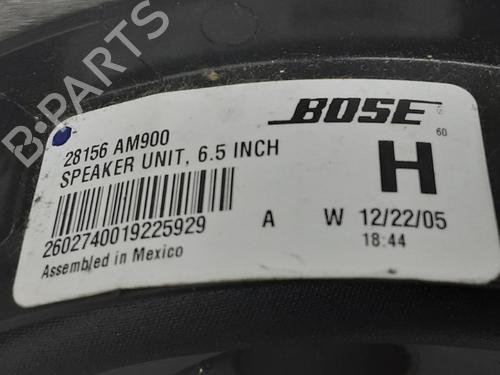 B-PARTS
BOSE
60
28156 AM900
SPEAKER UNIT, 6.5 INCH
H
2602740019225929
A W 12/22/05
18:44
Assembled in Mexico